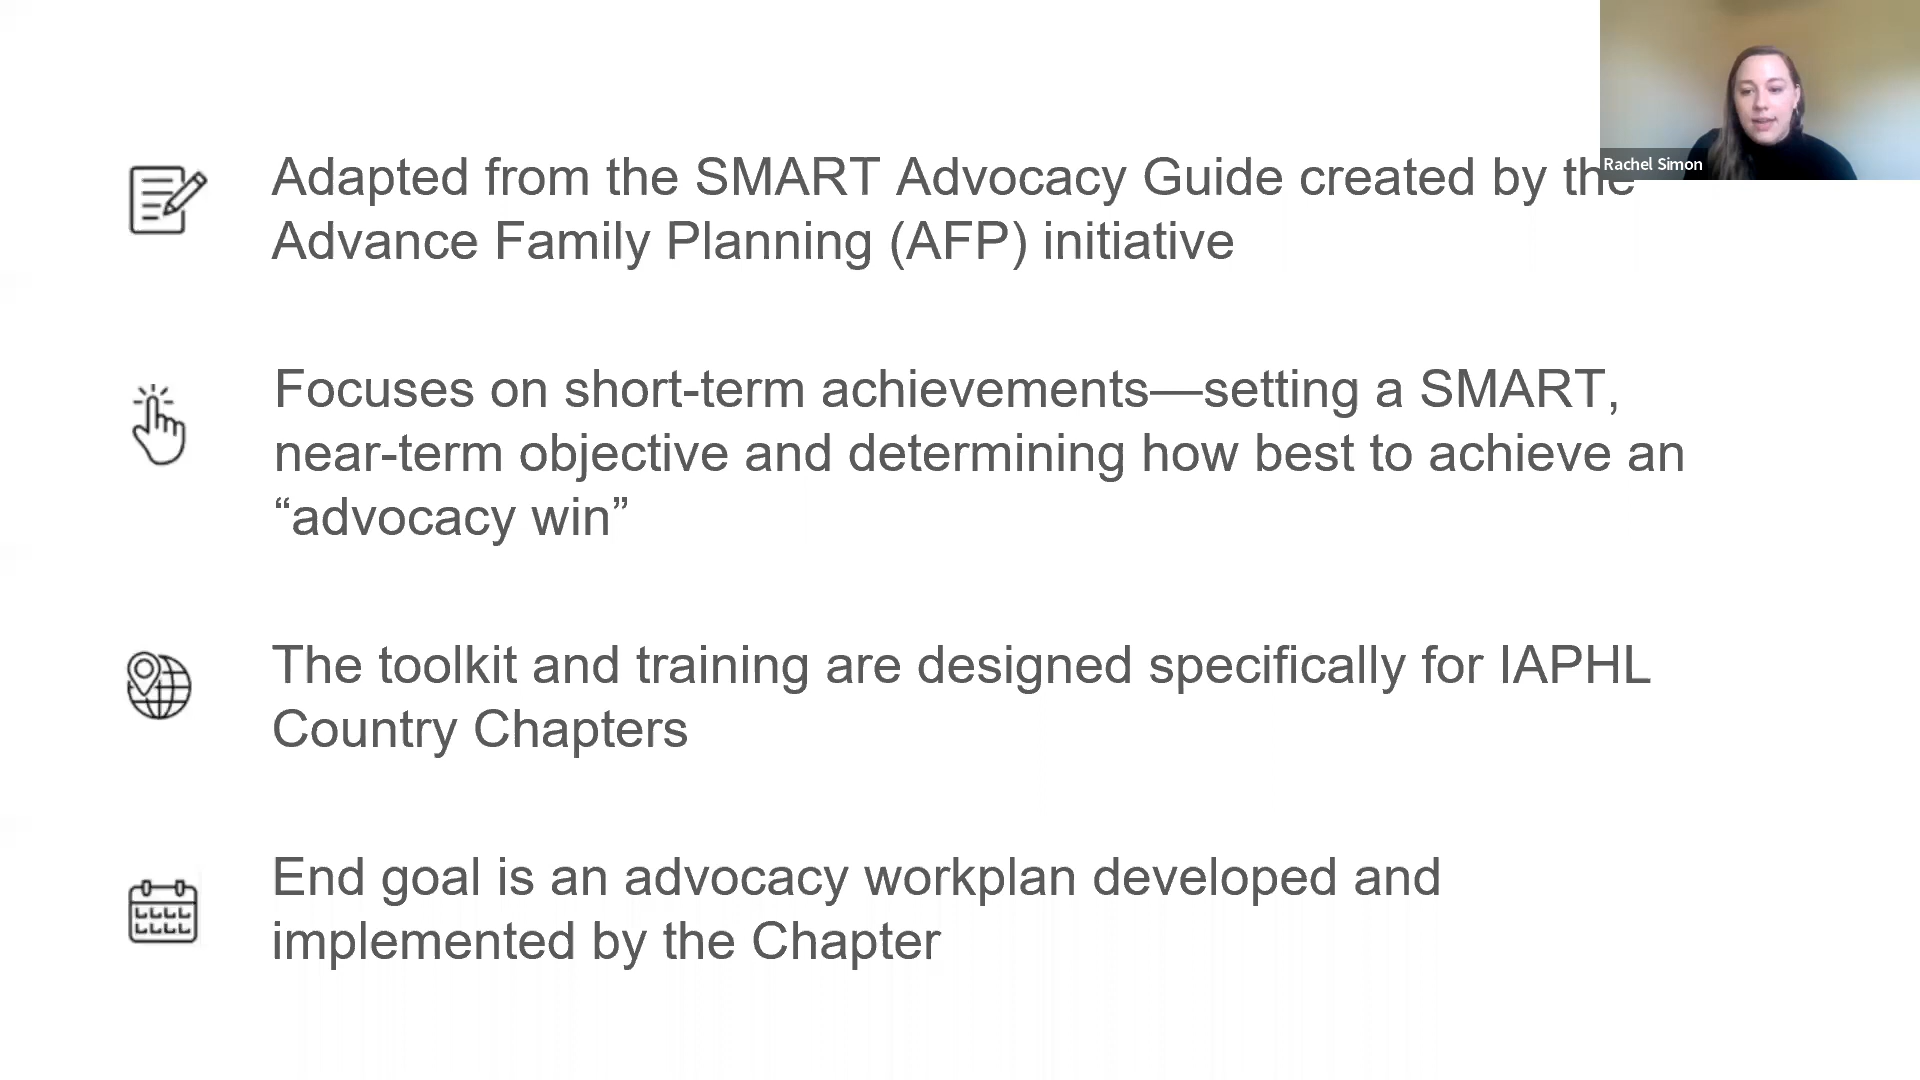 Adapted from the SMART Advocacy Guide created by the
Advance Family Planning (AFP) initiative
Focuses on short-term achievements—setting a SMART,
near-term objective and determining how best to achieve an
“advocacy win”
The toolkit and training are designed specifically for IAPHL
Country Chapters
End goal is an advocacy workplan developed and
implemented by the Chapter
Rachel Simon